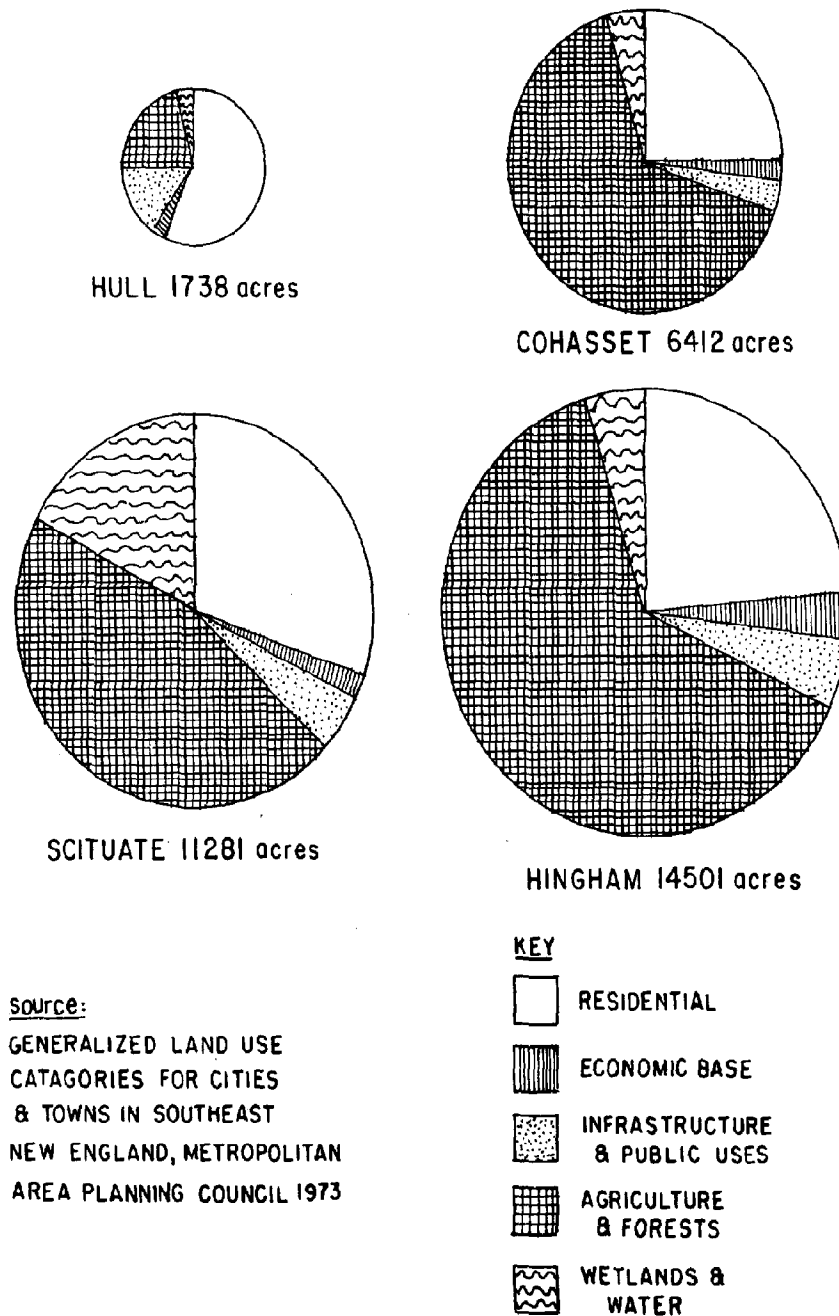 HULL 1738 acres
COHASSET 6412 acres
SCITUATE 11281 acres
HINGHAM 14501 acres
source:
GENERALIZED LAND USE
CATAGORIES FOR CITIES
& TOWNS IN SOUTHEAST
NEW ENGLAND, METROPOLITAN
AREA PLANNING COUNCIL 1973
KEY
RESIDENTIAL
ECONOMIC BASE
INFRASTRUCTURE
& PUBLIC USES
AGRICULTURE
& FORESTS
WETLANDS &
WATER